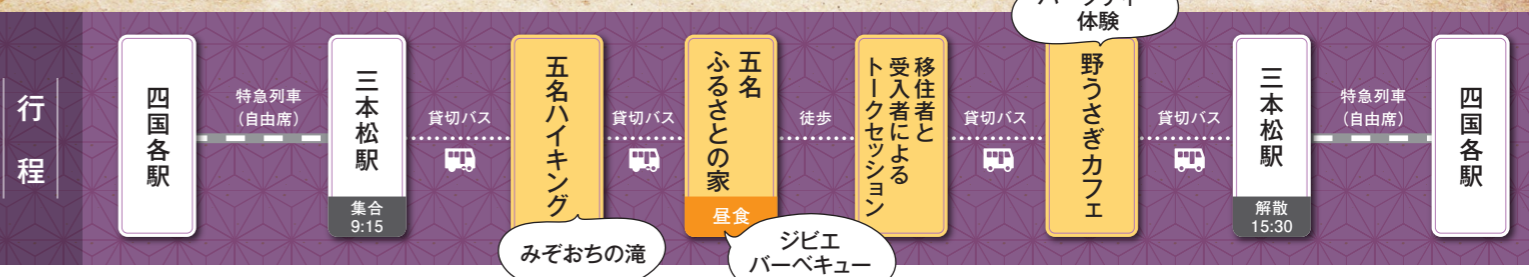 行程
四国各駅
特急列車
（自由席）
三本松駅
集合
9:15
貸切バス
五名ハイキング
みぞおちの滝
貸切バス
五名
ふるさとの家
昼食
ジビエ
バーベキュー
徒歩
移住者と
受入者による
トークセッション
貸切バス
体験
野うさぎカフェ
貸切バス
三本松駅
解散
15:30
特急列車
（自由席）
四国各駅